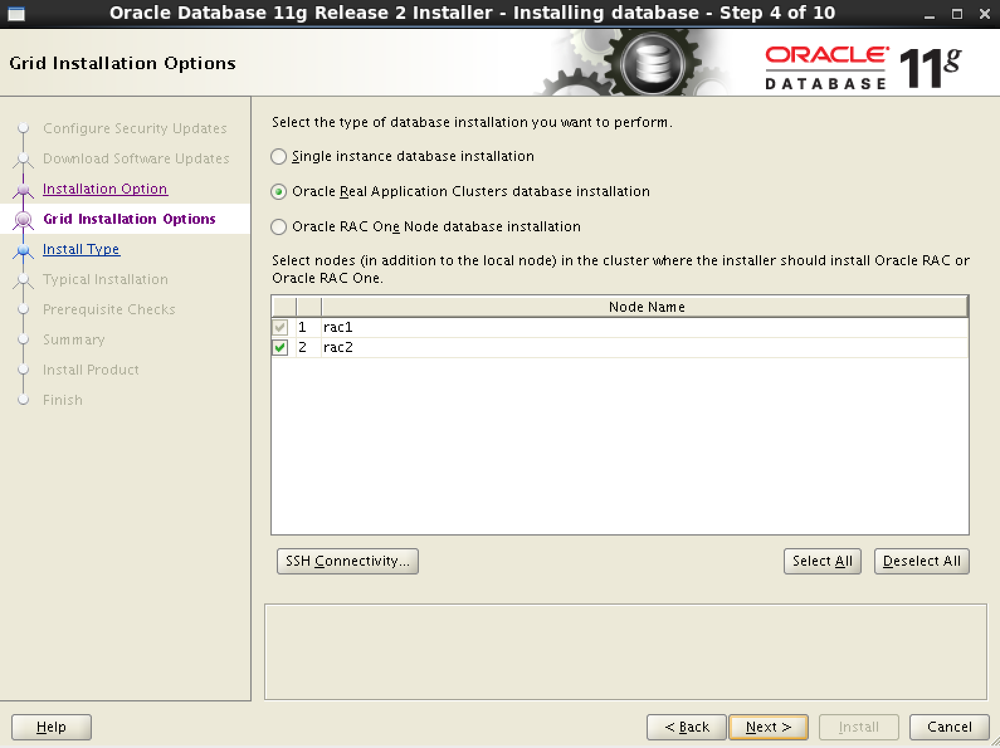 Oracle Database 11g Release 2 Installer - Installing database - Step 4 of 10
Grid Installation Options
ORACLE
DATABASE
11g
Configure Security Updates
Download Software Updates
Installation Option
Grid Installation Options
Install Type
Typical Installation
Prerequisite Checks
Summary
Install Product
Finish
Select the type of database installation you want to perform.
Single instance database installation
Oracle Real Application Clusters database installation
Oracle RAC One Node database installation
Select nodes (in addition to the local node) in the cluster where the installer should install Oracle RAC or
Oracle RAC One.
Node Name
1 rac1
2 rac2
SSH Connectivity...
Select All
Deselect All
Help
< Back
Next >
Install
Cancel